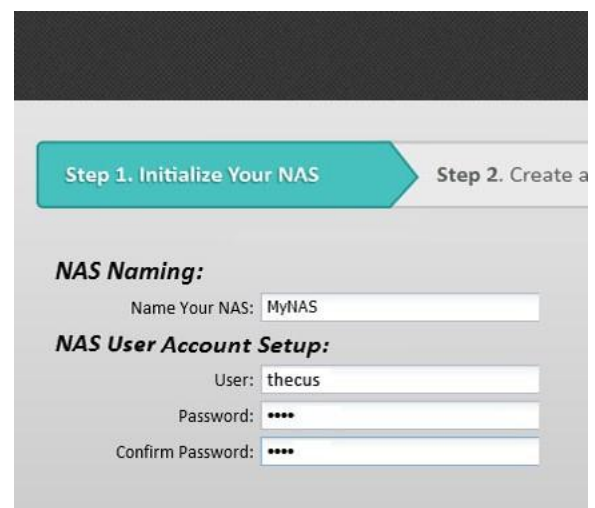 Step 1. Initialize Your NAS
Step 2. Create a
NAS Naming:
Name Your NAS: MyNAS
NAS User Account Setup:
User: thecus
Password: ••••
Confirm Password: ••••